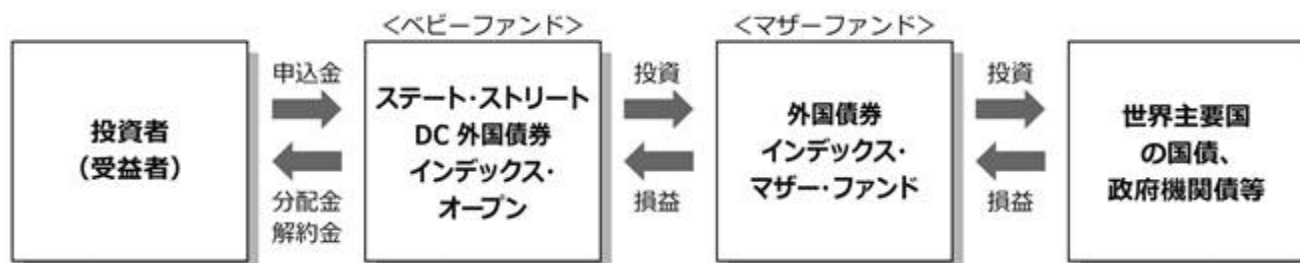 <ベビーファンド>
<マザーファンド>
投資者
(受益者)
申込金
分配金
解約金
ステート・ストリート
DC 外国債券
インデックス・
オープン
投資
損益
外国債券
インデックス・
マザー・ファンド
投資
損益
世界主要国
の国債、
政府機関債等